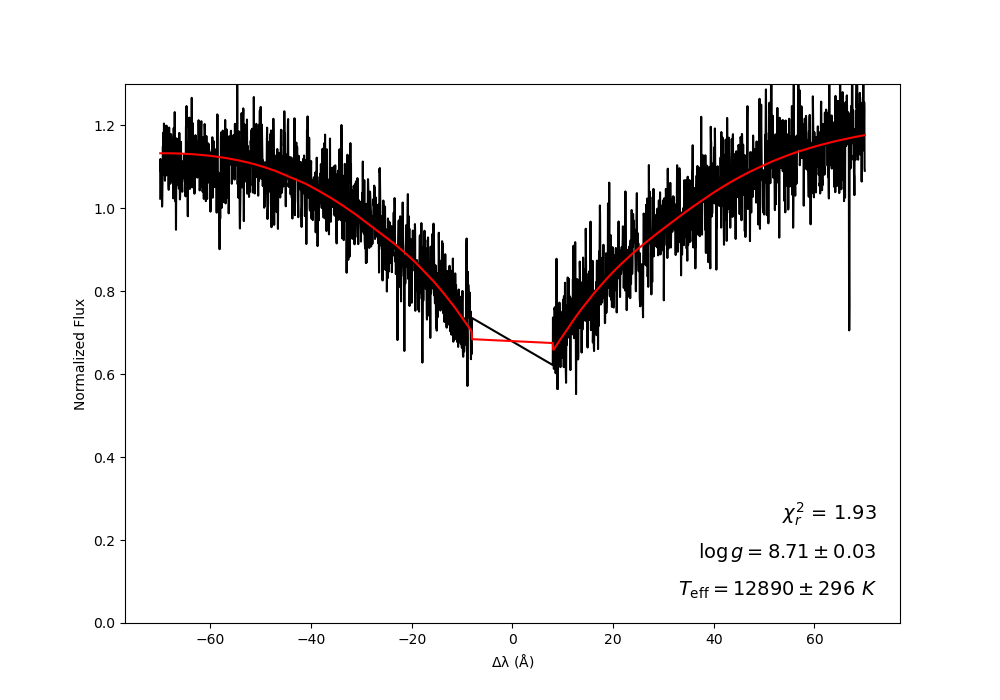 1.2
1.0
0.8
0.6
0.4
0.2
0.0
Normalized Flux
χ²ᵣ = 1.93
log g = 8.71 ± 0.03
T_eff = 12890 ± 296 K
−60 −40 −20 0 20 40 60
Δλ (Å)